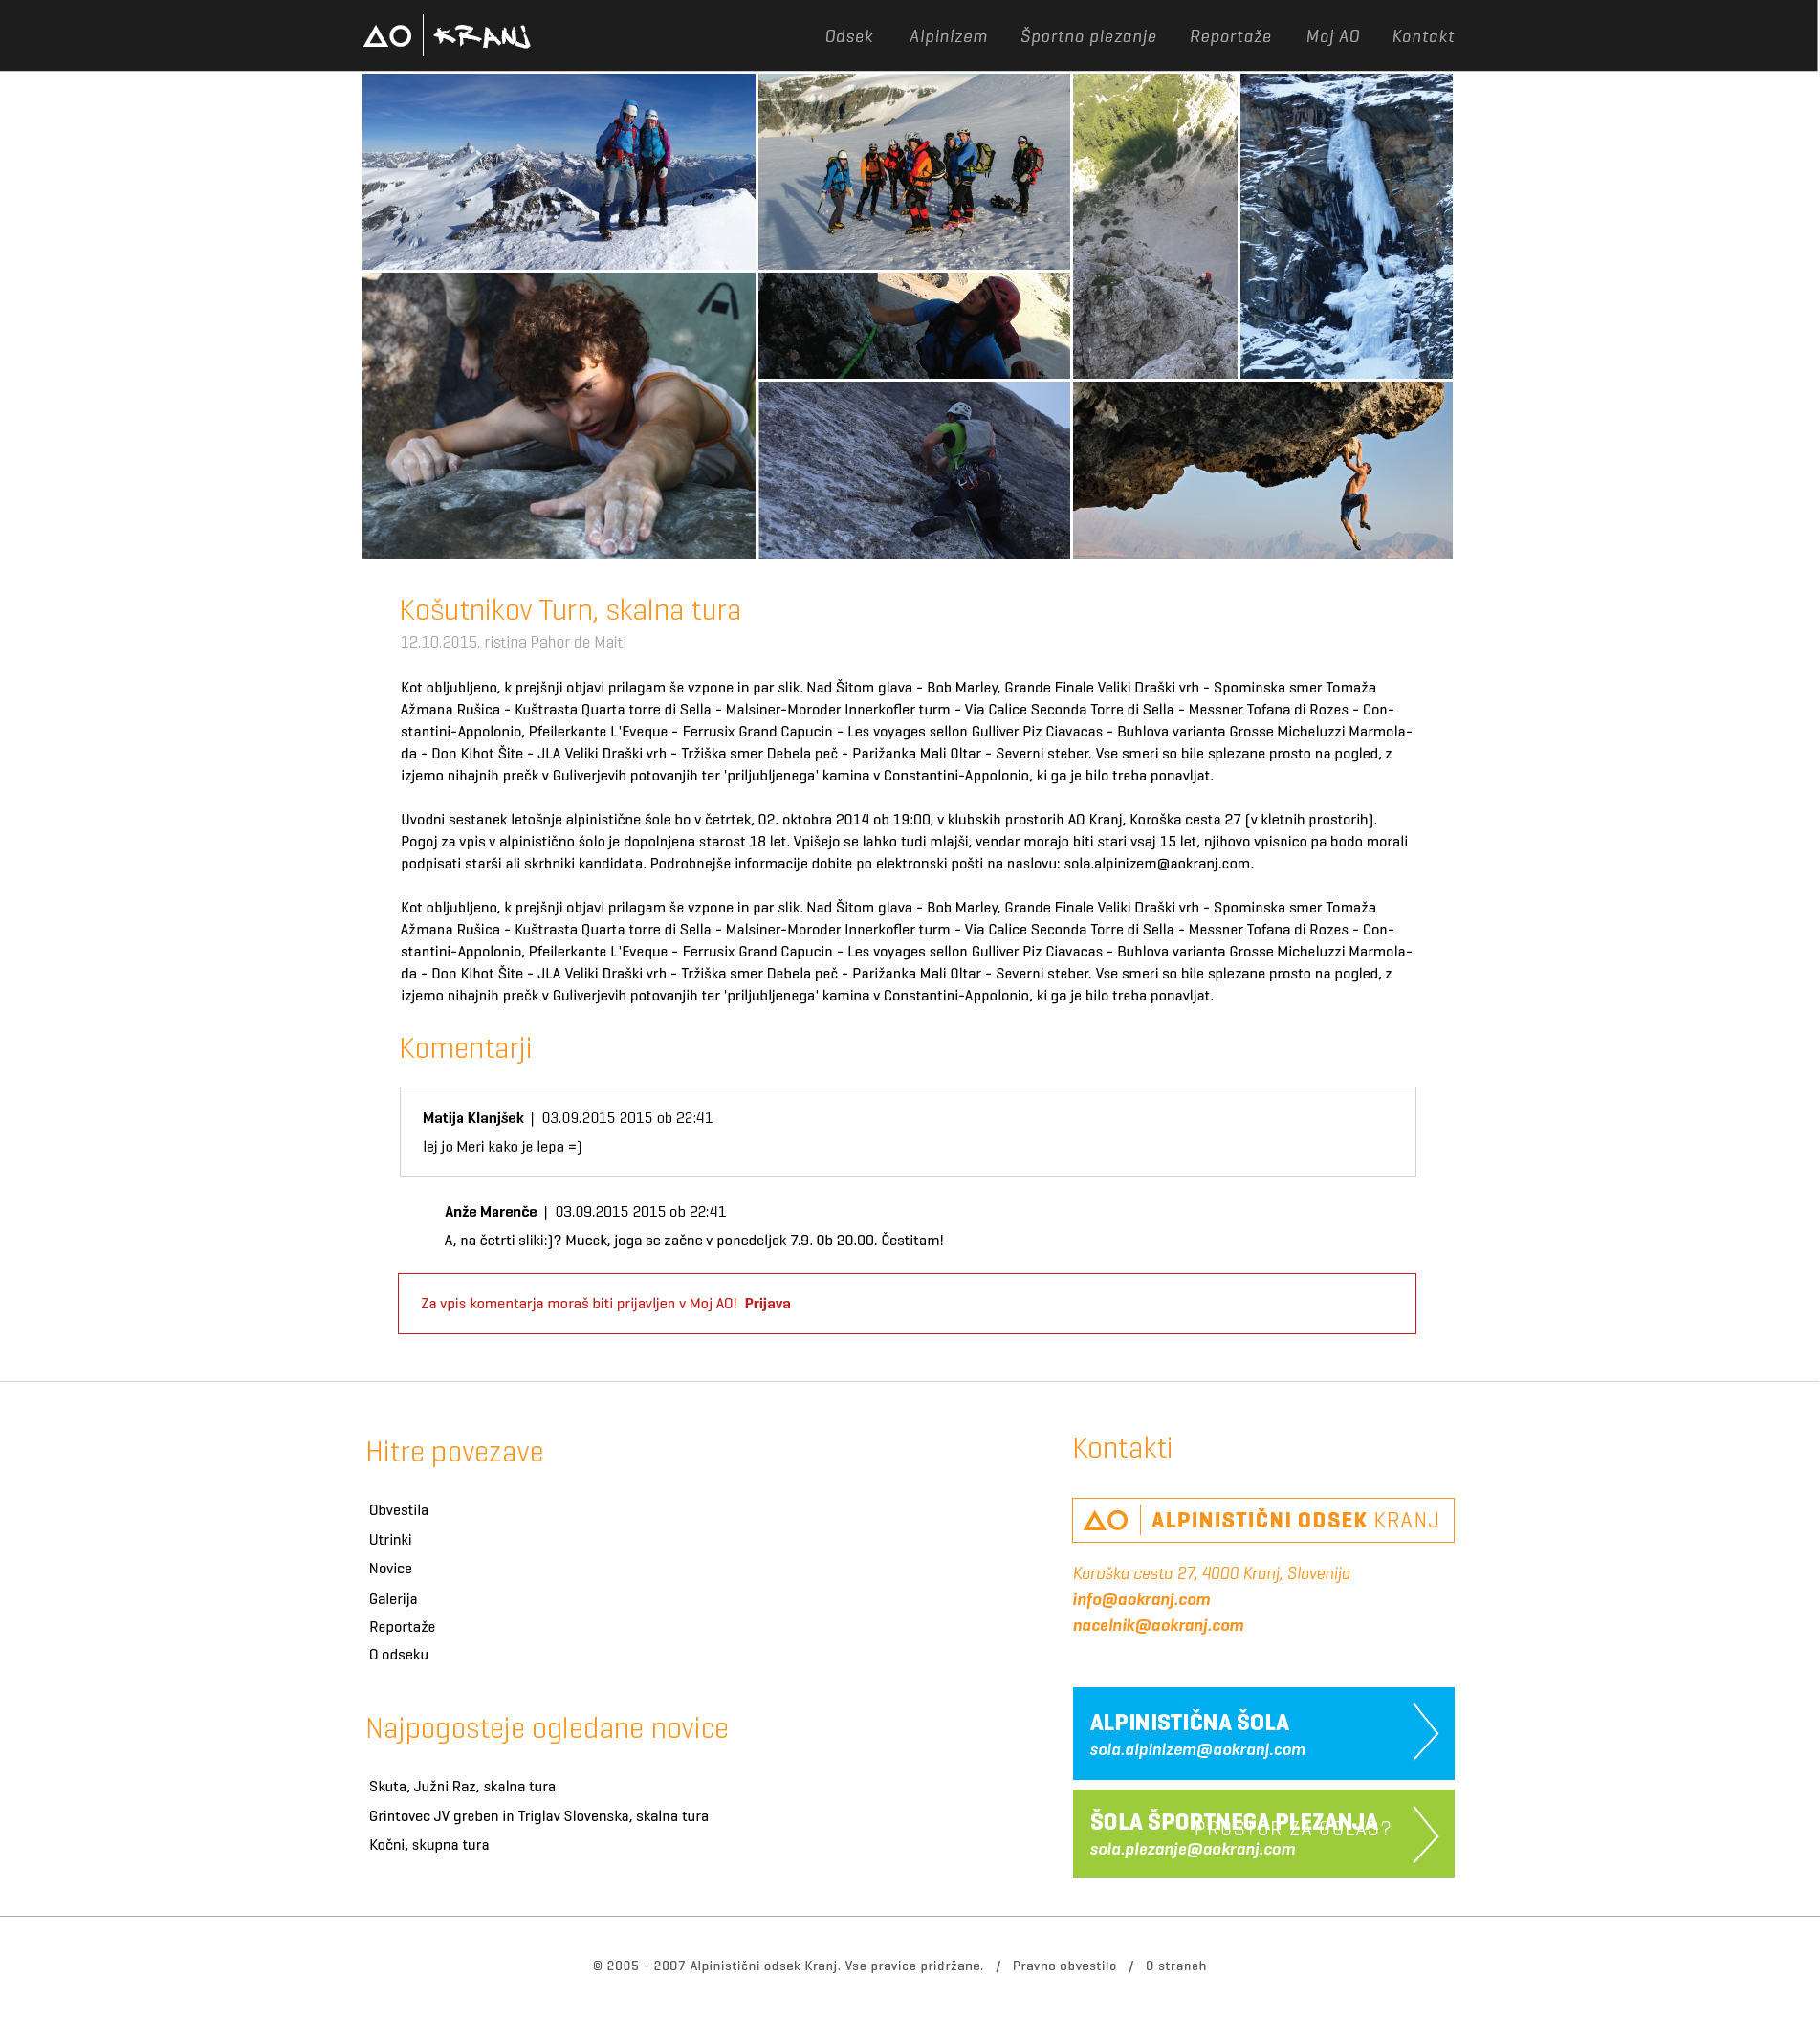 AO KRANJ
Odsek Alpinizem Športno plezanje Reportaže Moj AO Kontakt
Košutnikov Turn, skalna tura
12.10.2015, ristina Pahor de Maiti
Kot obljubljeno, k prejšnji objavi prilagam še vzpone in par slik. Nad Šitom glava - Bob Marley, Grande Finale Veliki Draški vrh - Spominska smer Tomaža
Ažmana Rušica - Kuštrasta Quarta torre di Sella - Malsiner-Moroder Innerkofler turm - Via Calice Seconda Torre di Sella - Messner Tofana di Rozes - Con-
stantini-Appolonio, Pfeilerkante L'Eveque - Ferrusix Grand Capucin - Les voyages sellon Gulliver Piz Ciavacas - Buhlova varianta Grosse Micheluzzi Marmola-
da - Don Kihot Šite - JLA Veliki Draški vrh - Tržiška smer Debela peč - Parižanka Mali Oltar - Severni steber. Vse smeri so bile splezane prosto na pogled, z
izjemo nihajnih prečk v Guliverjevih potovanjih ter 'priljubljenega' kamina v Constantini-Appolonio, ki ga je bilo treba ponavljat.
Uvodni sestanek letošnje alpinistične šole bo v četrtek, 02. oktobra 2014 ob 19:00, v klubskih prostorih AO Kranj, Koroška cesta 27 (v kletnih prostorih).
Pogoj za vpis v alpinistično šolo je dopolnjena starost 18 let. Vpišejo se lahko tudi mlajši, vendar morajo biti stari vsaj 15 let, njihovo vpisnico pa bodo morali
podpisati starši ali skrbniki kandidata. Podrobnejše informacije dobite po elektronski pošti na naslovu: sola.alpinizem@aokranj.com.
Kot obljubljeno, k prejšnji objavi prilagam še vzpone in par slik. Nad Šitom glava - Bob Marley, Grande Finale Veliki Draški vrh - Spominska smer Tomaža
Ažmana Rušica - Kuštrasta Quarta torre di Sella - Malsiner-Moroder Innerkofler turm - Via Calice Seconda Torre di Sella - Messner Tofana di Rozes - Con-
stantini-Appolonio, Pfeilerkante L'Eveque - Ferrusix Grand Capucin - Les voyages sellon Gulliver Piz Ciavacas - Buhlova varianta Grosse Micheluzzi Marmola-
da - Don Kihot Šite - JLA Veliki Draški vrh - Tržiška smer Debela peč - Parižanka Mali Oltar - Severni steber. Vse smeri so bile splezane prosto na pogled, z
izjemo nihajnih prečk v Guliverjevih potovanjih ter 'priljubljenega' kamina v Constantini-Appolonio, ki ga je bilo treba ponavljat.
Komentarji
Matija Klanjšek | 03.09.2015 2015 ob 22:41
lej jo Meri kako je lepa =)
Anže Marenče | 03.09.2015 2015 ob 22:41
A, na četrti sliki:)? Mucek, joga se začne v ponedeljek 7.9. Ob 20.00. Čestitam!
Za vpis komentarja moraš biti prijavljen v Moj AO! Prijava
Hitre povezave
Obvestila
Utrinki
Novice
Galerija
Reportaže
O odseku
Najpogosteje ogledane novice
Skuta, Južni Raz, skalna tura
Grintovec JV greben in Triglav Slovenska, skalna tura
Kočni, skupna tura
Kontakti
AO ALPINISTIČNI ODSEK KRANJ
Koroška cesta 27, 4000 Kranj, Slovenija
info@aokranj.com
nacelnik@aokranj.com
ALPINISTIČNA ŠOLA
sola.alpinizem@aokranj.com
ŠOLA ŠPORTNEGA PLEZANJA
PROSTOR ZA OGLAS?
sola.plezanje@aokranj.com
© 2005 - 2007 Alpinistični odsek Kranj. Vse pravice pridržane. / Pravno obvestilo / O straneh